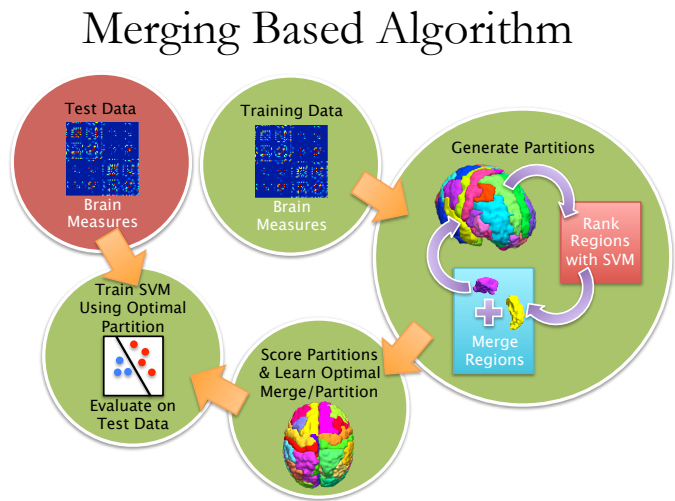 Merging Based Algorithm
Test Data
Brain
Measures
Training Data
Brain
Measures
Generate Partitions
Rank
Regions
with SVM
Merge
Regions
Score Partitions
& Learn Optimal
Merge/Partition
Train SVM
Using Optimal
Partition
Evaluate on
Test Data